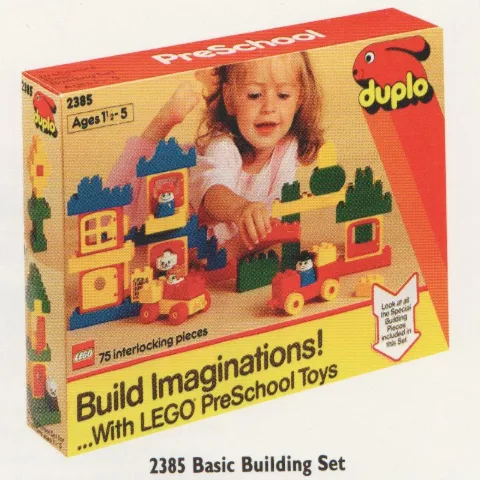 PreSchool
duplo
2385
Ages 1½-5
Look at all
the Special
Building
Pieces
included in
this Set
LEGO
75 interlocking pieces
Build Imaginations!
...With LEGO® PreSchool Toys
2385 Basic Building Set